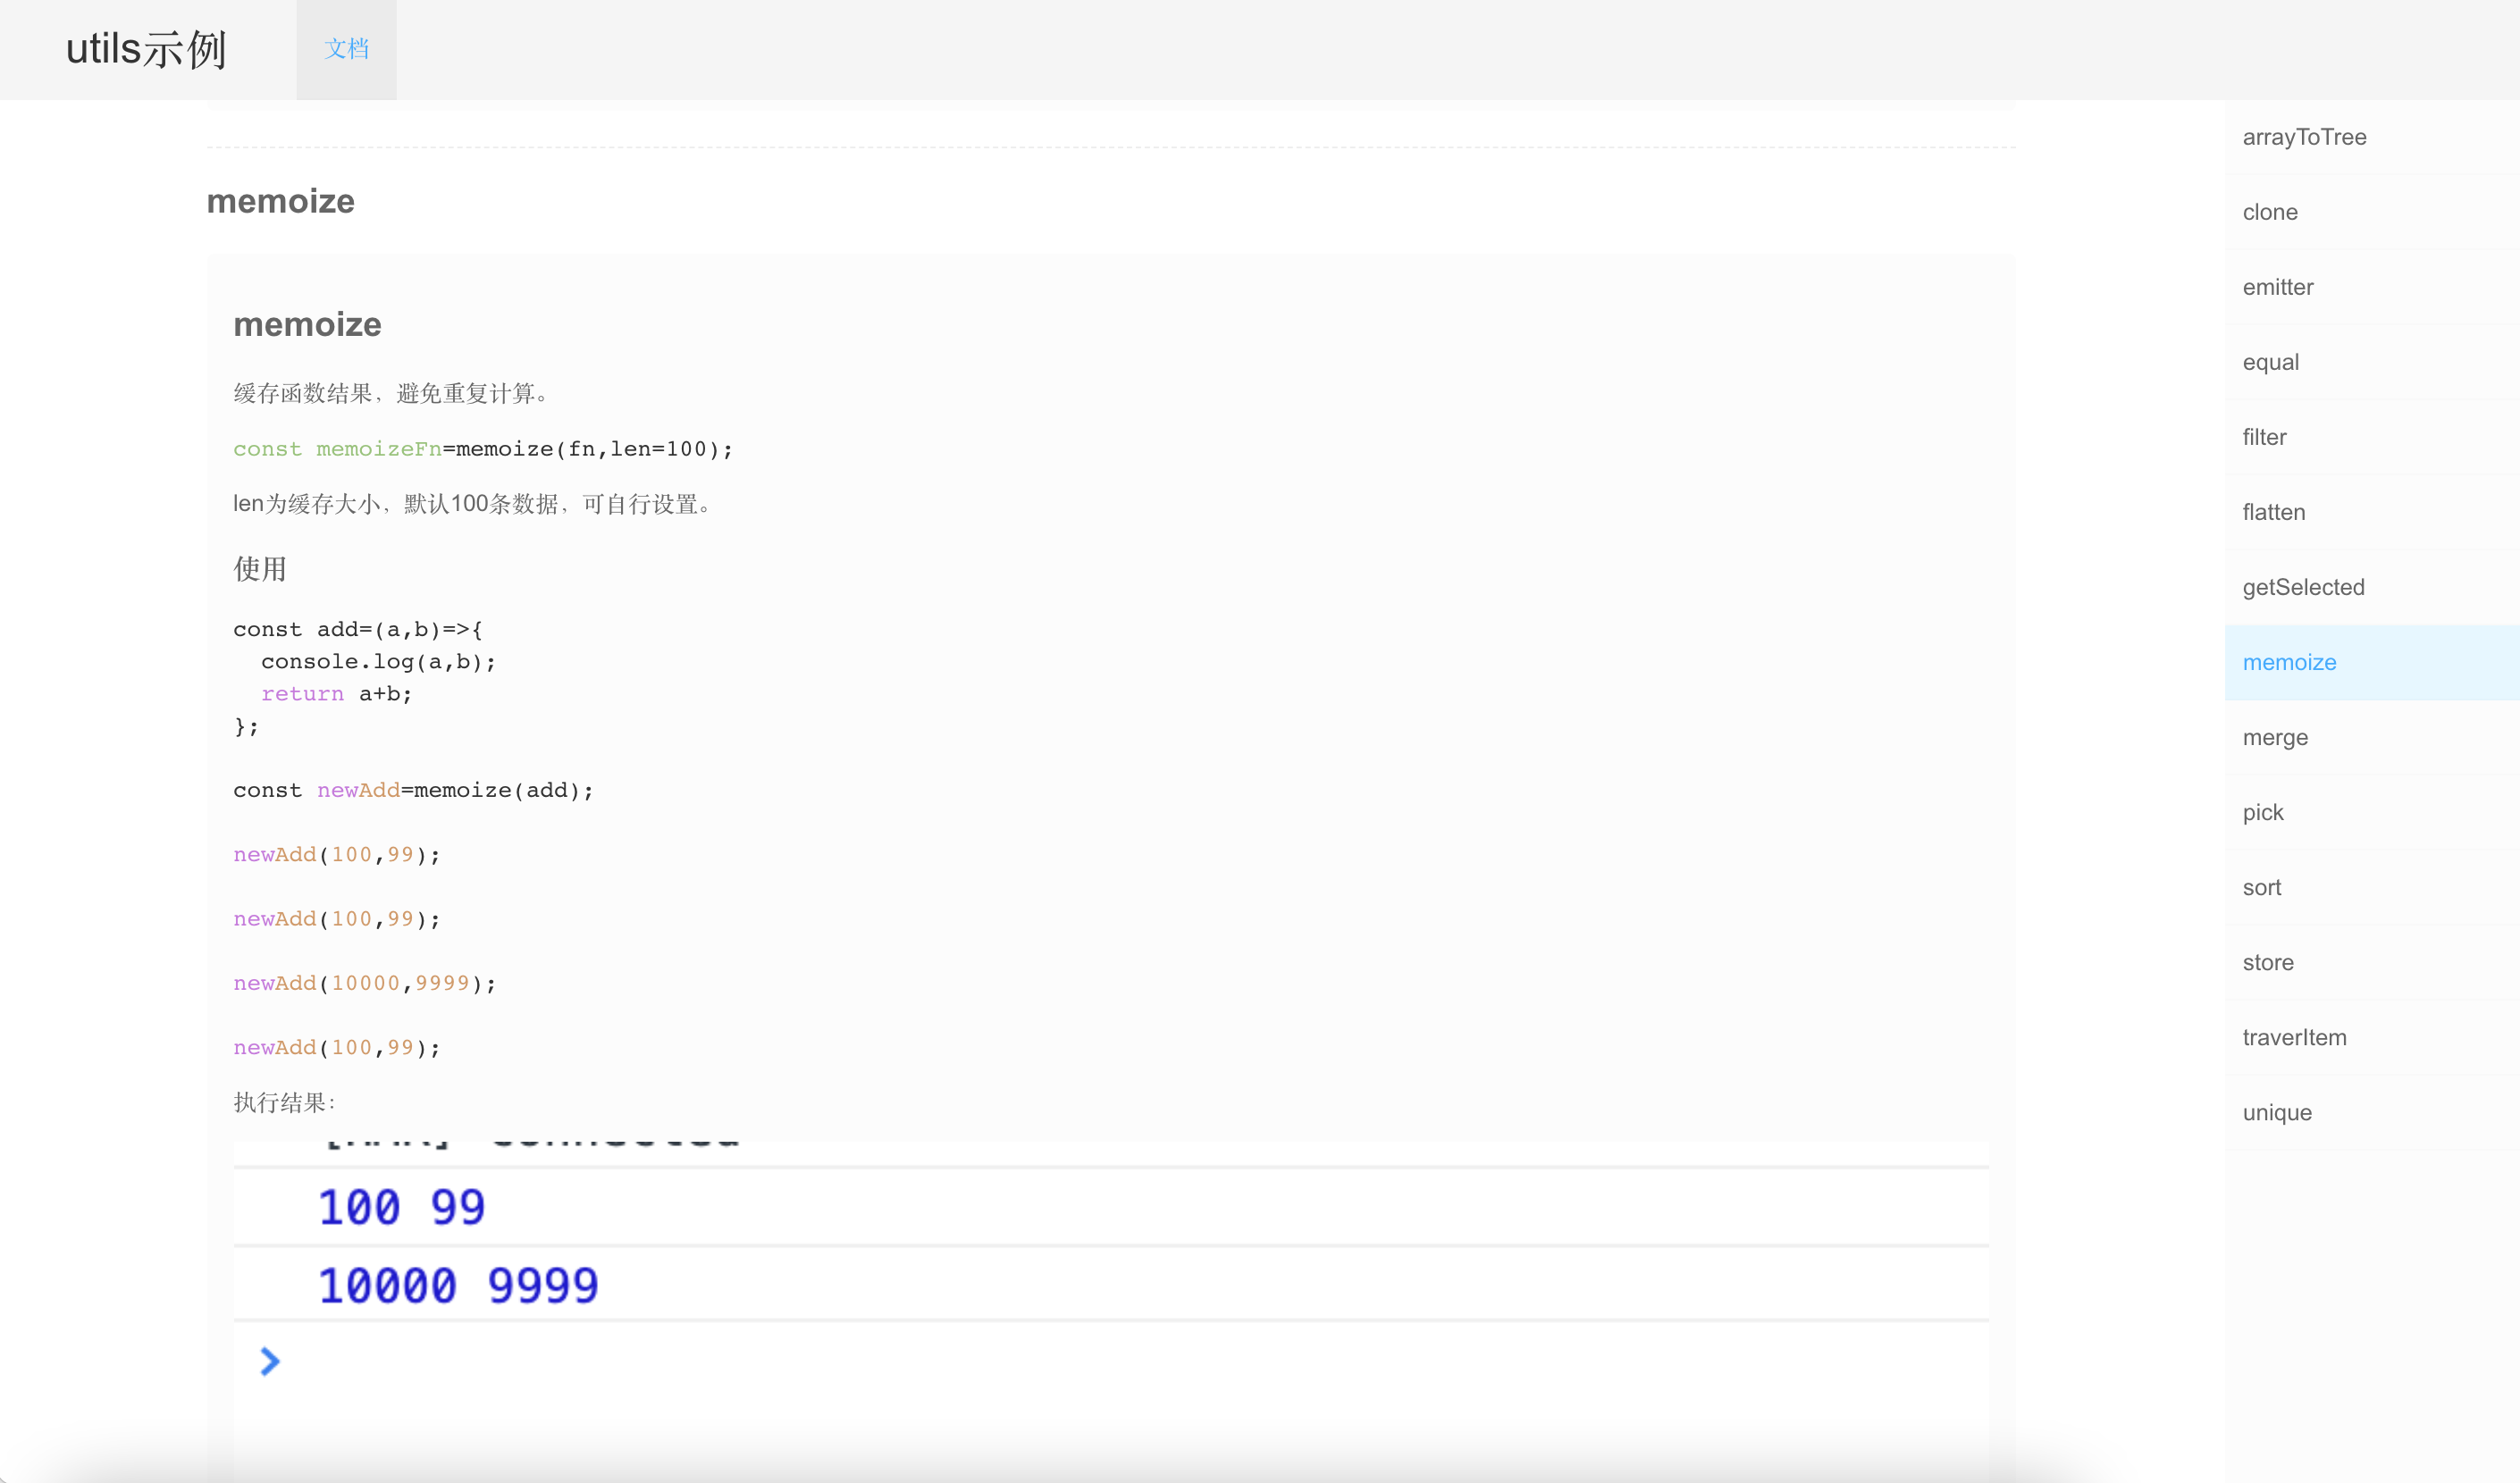 utils示例
文档
memoize
memoize
缓存函数结果，避免重复计算。
const memoizeFn=memoize(fn,len=100);
len为缓存大小，默认100条数据，可自行设置。
使用
const add=(a,b)=>{
  console.log(a,b);
  return a+b;
};
const newAdd=memoize(add);
newAdd(100,99);
newAdd(100,99);
newAdd(10000,9999);
newAdd(100,99);
执行结果：
100 99
10000 9999
arrayToTree
clone
emitter
equal
filter
flatten
getSelected
memoize
merge
pick
sort
store
traverItem
unique